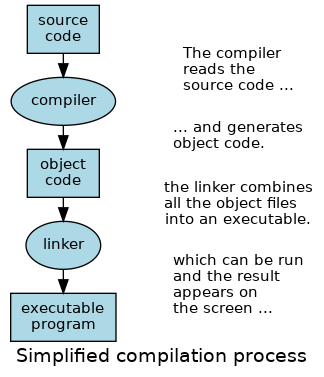 source
code
The compiler
reads the
source code ...
compiler
... and generates
object code.
object
code
the linker combines
all the object files
into an executable.
linker
which can be run
and the result
appears on
the screen ...
executable
program
Simplified compilation process